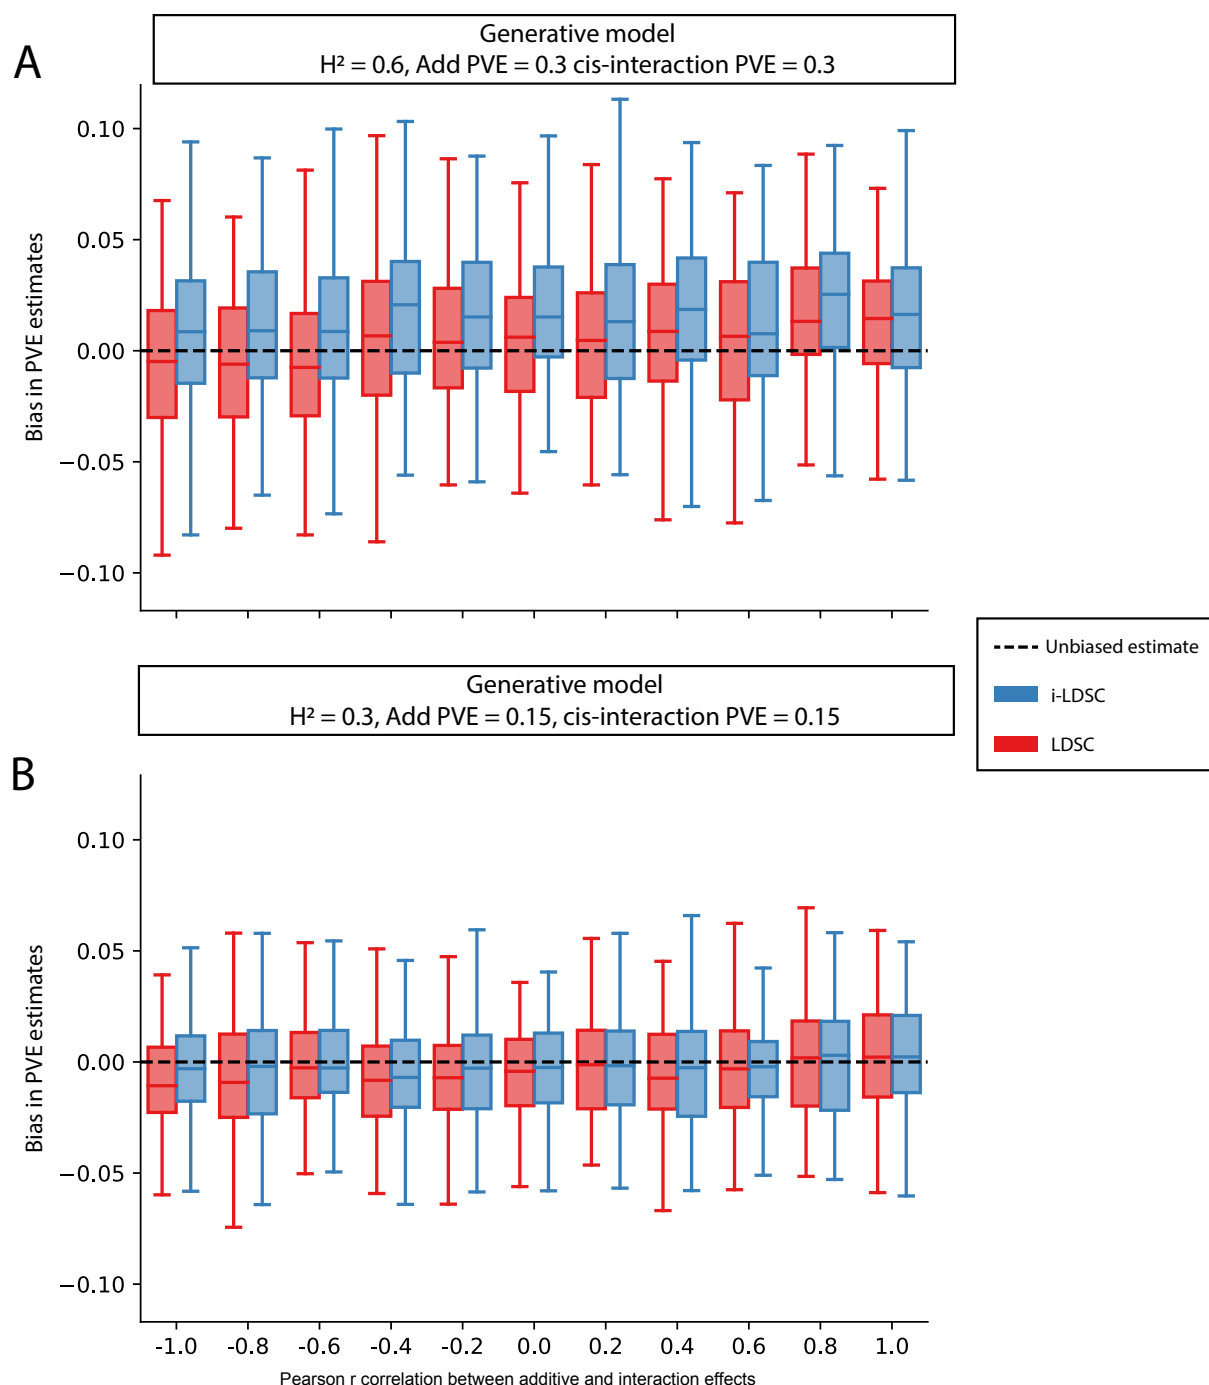 A
Generative model
H² = 0.6, Add PVE = 0.3 cis-interaction PVE = 0.3
0.10
0.05
0.00
−0.05
−0.10
Bias in PVE estimates
Unbiased estimate
i-LDSC
LDSC
Generative model
H² = 0.3, Add PVE = 0.15, cis-interaction PVE = 0.15
B
0.10
0.05
0.00
−0.05
−0.10
Bias in PVE estimates
-1.0 -0.8 -0.6 -0.4 -0.2 0.0 0.2 0.4 0.6 0.8 1.0
Pearson r correlation between additive and interaction effects